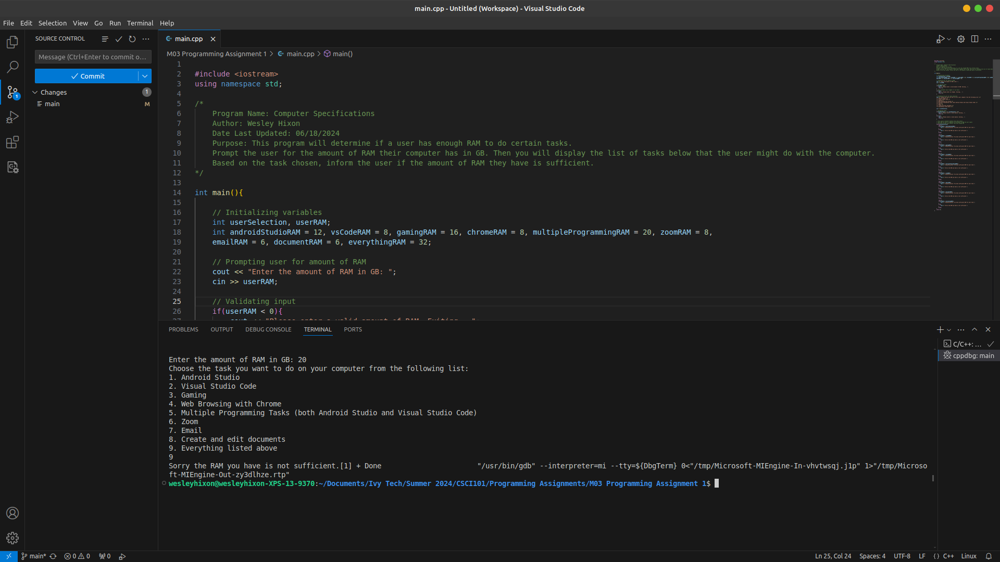 main.cpp - Untitled (Workspace) - Visual Studio Code
File Edit Selection View Go Run Terminal Help
SOURCE CONTROL
Message (Ctrl+Enter to commit o...
Commit
Changes 1
main M
1
main.cpp
M03 Programming Assignment 1 > main.cpp > main()
1
2 #include <iostream>
3 using namespace std;
4
5 /*
6 Program Name: Computer Specifications
7 Author: Wesley Hixon
8 Date Last Updated: 06/18/2024
9 Purpose: This program will determine if a user has enough RAM to do certain tasks.
10 Prompt the user for the amount of RAM their computer has in GB. Then you will display the list of tasks below that the user might do with the computer.
11 Based on the task chosen, inform the user if the amount of RAM they have is sufficient.
12 */
13
14 int main(){
15
16 // Initializing variables
17 int userSelection, userRAM;
18 int androidStudioRAM = 12, vsCodeRAM = 8, gamingRAM = 16, chromeRAM = 8, multipleProgrammingRAM = 20, zoomRAM = 8,
19 emailRAM = 6, documentRAM = 6, everythingRAM = 32;
20
21 // Prompting user for amount of RAM
22 cout << "Enter the amount of RAM in GB: ";
23 cin >> userRAM;
24
25 // Validating input
26 if(userRAM < 0){
PROBLEMS OUTPUT DEBUG CONSOLE TERMINAL PORTS
C/C++: ...
cppdbg: main
Enter the amount of RAM in GB: 20
Choose the task you want to do on your computer from the following list:
1. Android Studio
2. Visual Studio Code
3. Gaming
4. Web Browsing with Chrome
5. Multiple Programming Tasks (both Android Studio and Visual Studio Code)
6. Zoom
7. Email
8. Create and edit documents
9. Everything listed above
9
Sorry the RAM you have is not sufficient.[1] + Done "/usr/bin/gdb" --interpreter=mi --tty=${DbgTerm} 0<"/tmp/Microsoft-MIEngine-In-vhvtwsqj.j1p" 1>"/tmp/Microso
ft-MIEngine-Out-zy3dlhze.rtp"
wesleyhixon@wesleyhixon-XPS-13-9370:~/Documents/Ivy Tech/Summer 2024/CSCI101/Programming Assignments/M03 Programming Assignment 1$
main* 0 0 0 Ln 25, Col 24 Spaces: 4 UTF-8 LF {} C++ Linux